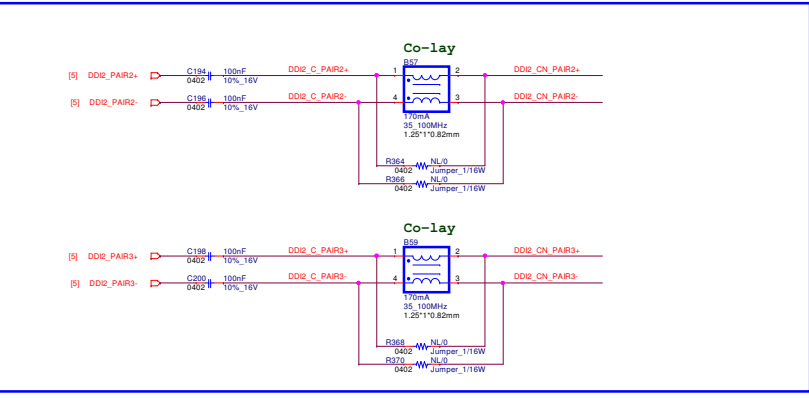 Co-lay
B57
[5] DDI2_PAIR2+ C194 100nF DDI2_C_PAIR2+ 1 2 DDI2_CN_PAIR2+
0402 10%_16V
[5] DDI2_PAIR2- C196 100nF DDI2_C_PAIR2- 4 3 DDI2_CN_PAIR2-
0402 10%_16V
170mA
35_100MHz
1.25*1*0.82mm
R364 NL/0
0402 Jumper_1/16W
R366 NL/0
0402 Jumper_1/16W
Co-lay
B59
[5] DDI2_PAIR3+ C198 100nF DDI2_C_PAIR3+ 1 2 DDI2_CN_PAIR3+
0402 10%_16V
[5] DDI2_PAIR3- C200 100nF DDI2_C_PAIR3- 4 3 DDI2_CN_PAIR3-
0402 10%_16V
170mA
35_100MHz
1.25*1*0.82mm
R368 NL/0
0402 Jumper_1/16W
R370 NL/0
0402 Jumper_1/16W